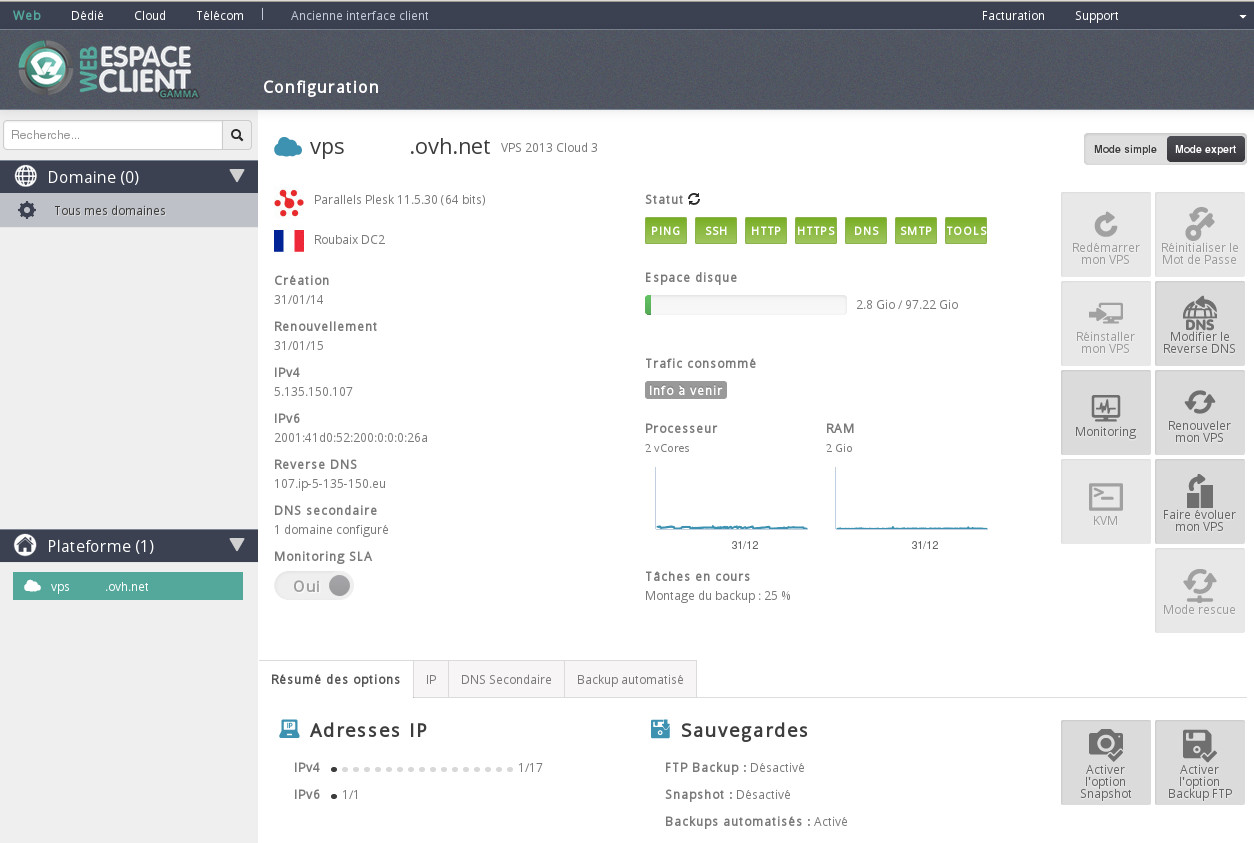 Web Dédié Cloud Télécom | Ancienne interface client Facturation Support
WEB ESPACE CLIENT GAMMA
Configuration
Recherche...
Domaine (0)
Tous mes domaines
Plateforme (1)
vps .ovh.net
vps .ovh.net VPS 2013 Cloud 3
Mode simple Mode expert
Parallels Plesk 11.5.30 (64 bits)
Roubaix DC2
Création
31/01/14
Renouvellement
31/01/15
IPv4
5.135.150.107
IPv6
2001:41d0:52:200:0:0:0:26a
Reverse DNS
107.ip-5-135-150.eu
DNS secondaire
1 domaine configuré
Monitoring SLA
Oui
Statut
PING SSH HTTP HTTPS DNS SMTP TOOLS
Espace disque
2.8 Gio / 97.22 Gio
Trafic consommé
Info à venir
Processeur
2 vCores
31/12
RAM
2 Gio
31/12
Tâches en cours
Montage du backup : 25 %
Redémarrer
mon VPS
Réinitialiser le
Mot de Passe
Réinstaller
mon VPS
DNS
Modifier le
Reverse DNS
Monitoring
Renouveler
mon VPS
KVM
Faire évoluer
mon VPS
Mode rescue
Résumé des options IP DNS Secondaire Backup automatisé
IP
Adresses IP
IPv4 1/17
IPv6 1/1
Sauvegardes
FTP Backup : Désactivé
Snapshot : Désactivé
Backups automatisés : Activé
Activer
l'option
Snapshot
Activer
l'option
Backup FTP